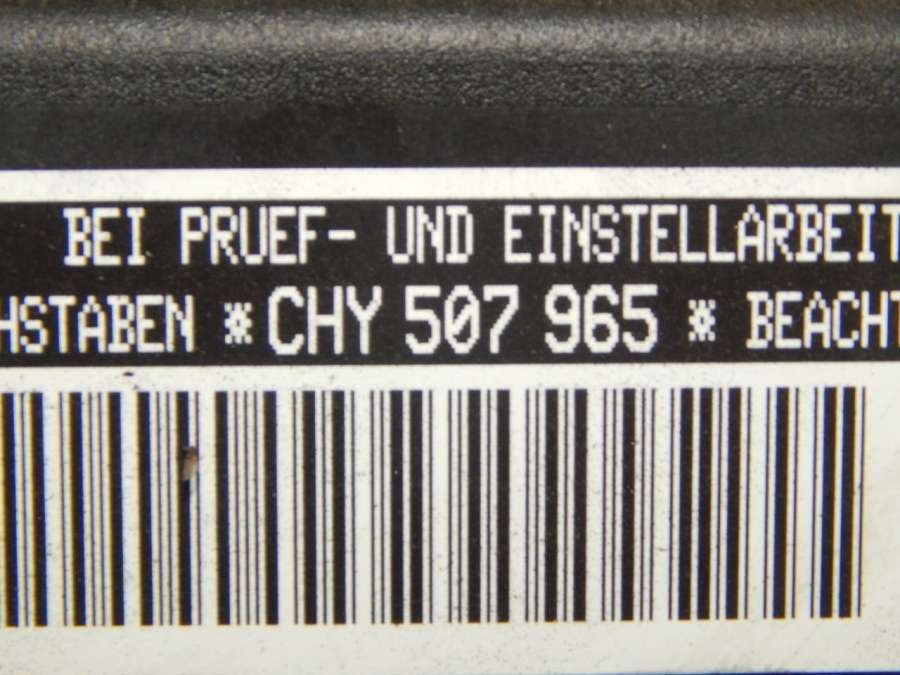 BEI PRUEF- UND EINSTELLARBEIT
HSTABEN *CHY 507 965 * BEACHT